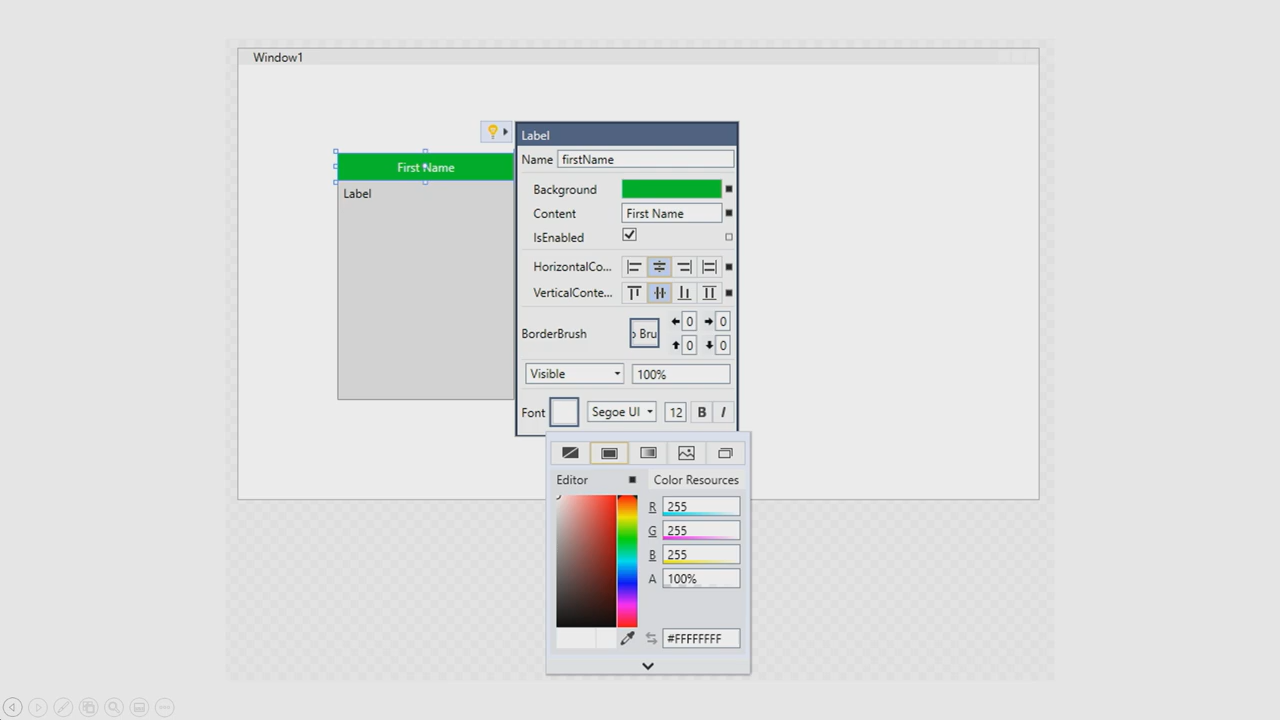 Window1
Label
Name firstName
First Name
Background
Label
Content First Name
IsEnabled
HorizontalCo...
VerticalConte...
BorderBrush Bru 0 0
0 0
Visible 100%
Font Segoe UI 12 B I
Editor Color Resources
R 255
G 255
B 255
A 100%
#FFFFFFFF